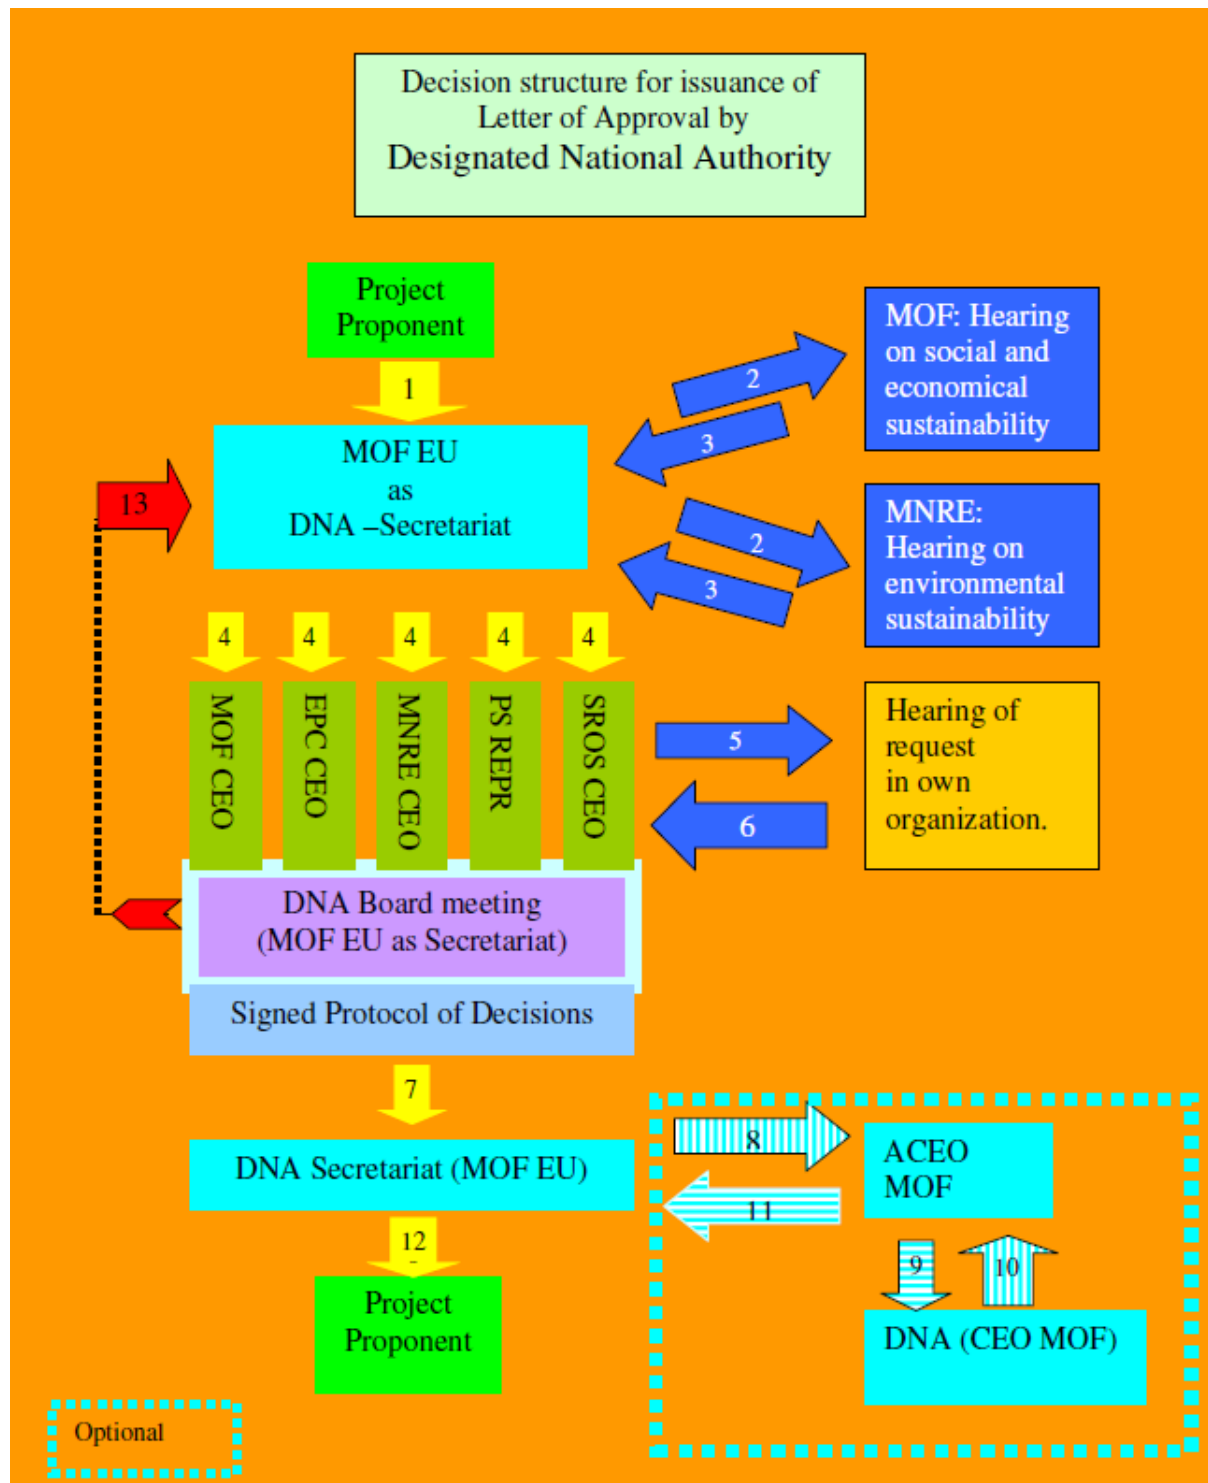 Decision structure for issuance of
Letter of Approval by
Designated National Authority
Project
Proponent
1
MOF EU
as
DNA –Secretariat
13
2
3
MOF: Hearing
on social and
economical
sustainability
2
3
MNRE:
Hearing on
environmental
sustainability
4
4
4
4
4
MOF CEO
EPC CEO
MNRE CEO
PS REPR
SROS CEO
5
6
Hearing of
request
in own
organization.
DNA Board meeting
(MOF EU as Secretariat)
Signed Protocol of Decisions
7
DNA Secretariat (MOF EU)
8
11
ACEO
MOF
9
10
DNA (CEO MOF)
12
Project
Proponent
Optional